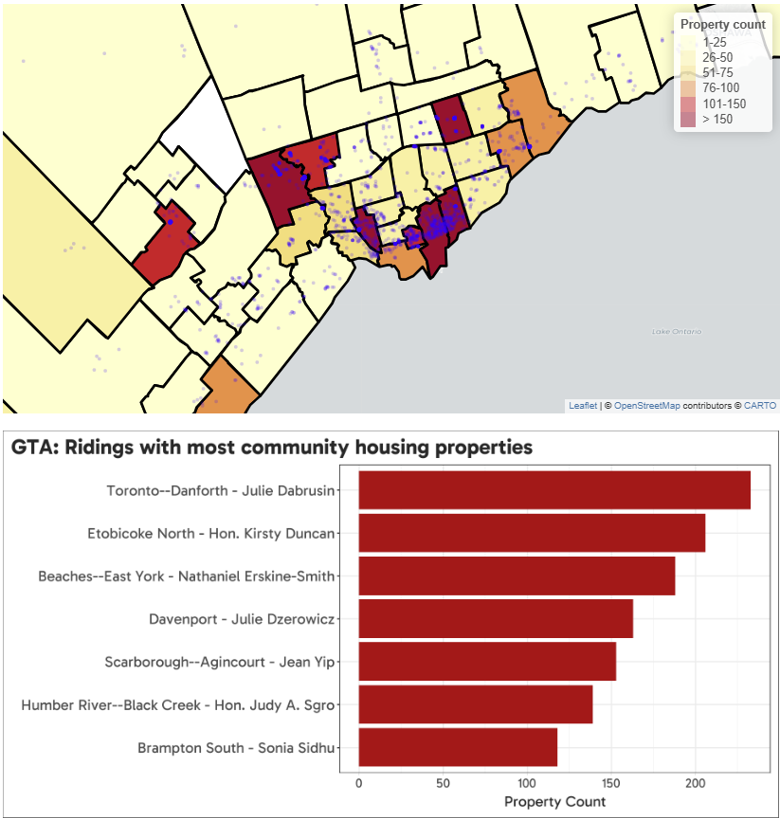 Property count
1-25
26-50
51-75
76-100
101-150
> 150
Lake Ontario
Leaflet | © OpenStreetMap contributors © CARTO
GTA: Ridings with most community housing properties
Toronto--Danforth - Julie Dabrusin
Etobicoke North - Hon. Kirsty Duncan
Beaches--East York - Nathaniel Erskine-Smith
Davenport - Julie Dzerowicz
Scarborough--Agincourt - Jean Yip
Humber River--Black Creek - Hon. Judy A. Sgro
Brampton South - Sonia Sidhu
0 50 100 150 200
Property Count